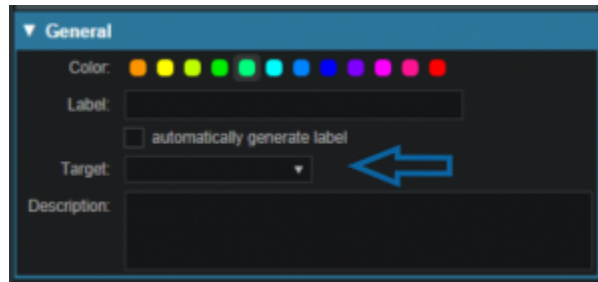 General
Color:
Label:
automatically generate label
Target:
Description: